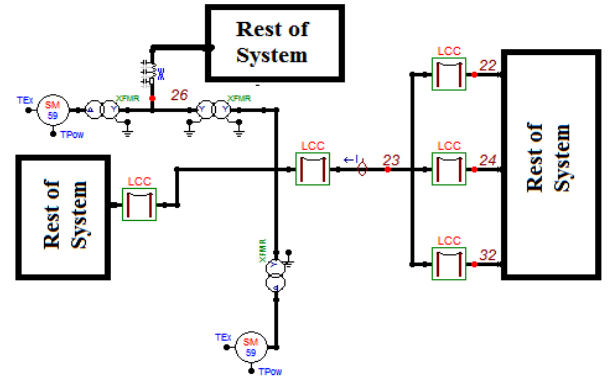 Rest of
System
XFMR
26
XFMR
TEx
SM
59
Δ
Y
Y
Y
TPow
LCC
22
LCC
Rest of
System
LCC
LCC
I
23
24
Rest of
System
XFMR
Y
Δ
LCC
32
TEx
SM
59
TPow